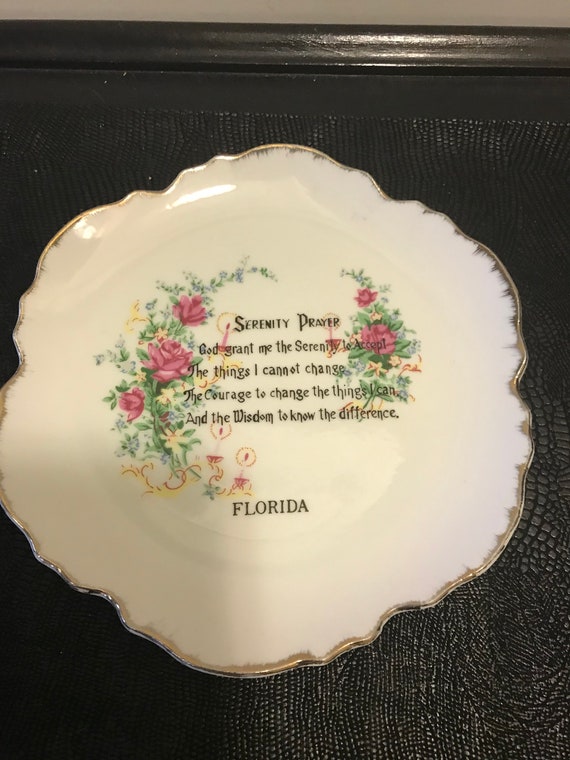 SERENITY PRAYER
God grant me the Serenity to Accept
The things I cannot change
The Courage to change the things I can,
And the Wisdom to know the difference.
FLORIDA